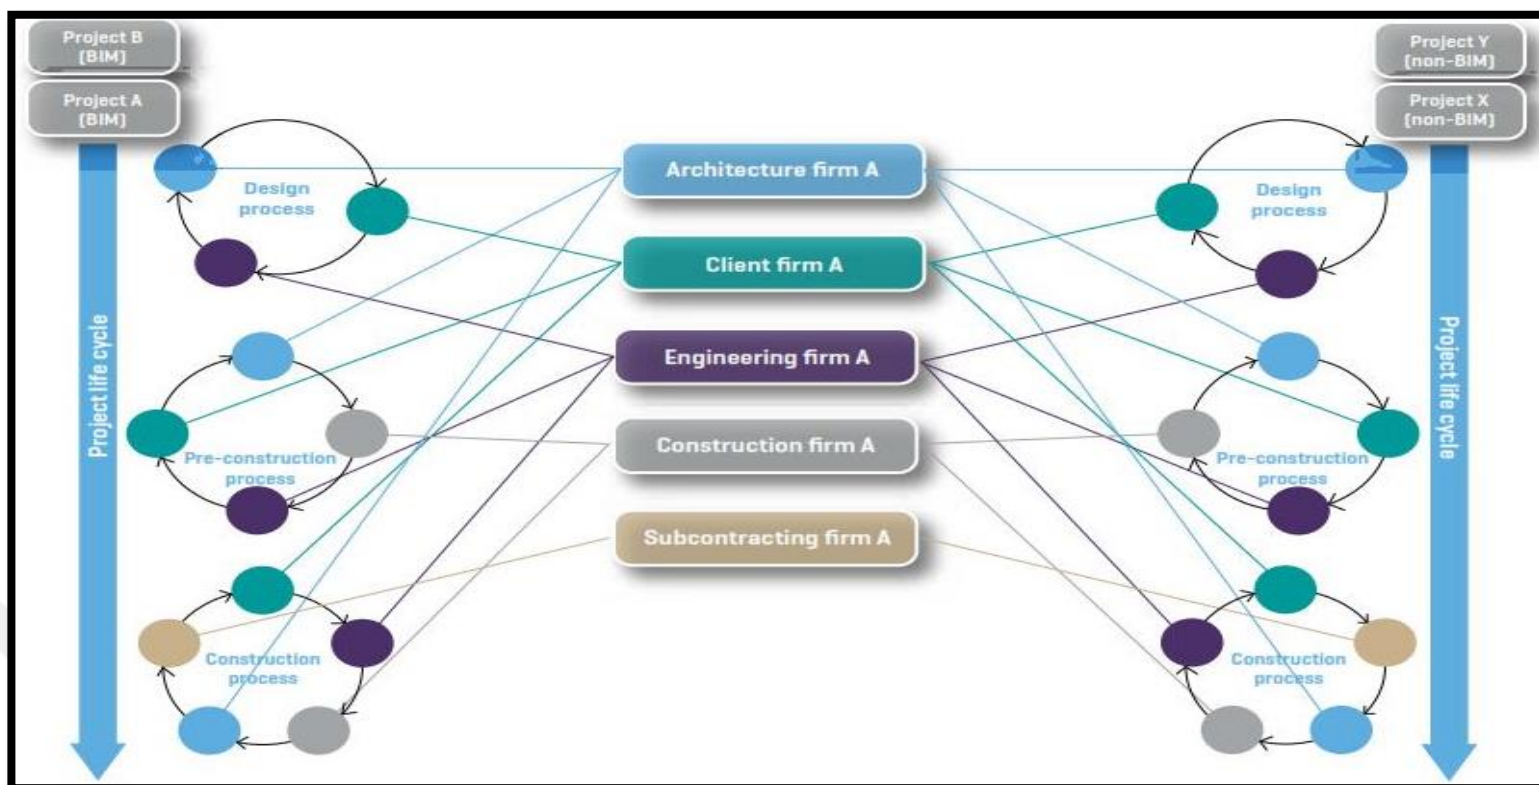 Project B
(BIM)
Project A
(BIM)
Project Y
(non-BIM)
Project X
(non-BIM)
Project life cycle
Design
process
Pre-construction
process
Construction
process
Architecture firm A
Client firm A
Engineering firm A
Construction firm A
Subcontracting firm A
Design
process
Pre-construction
process
Construction
process
Project life cycle